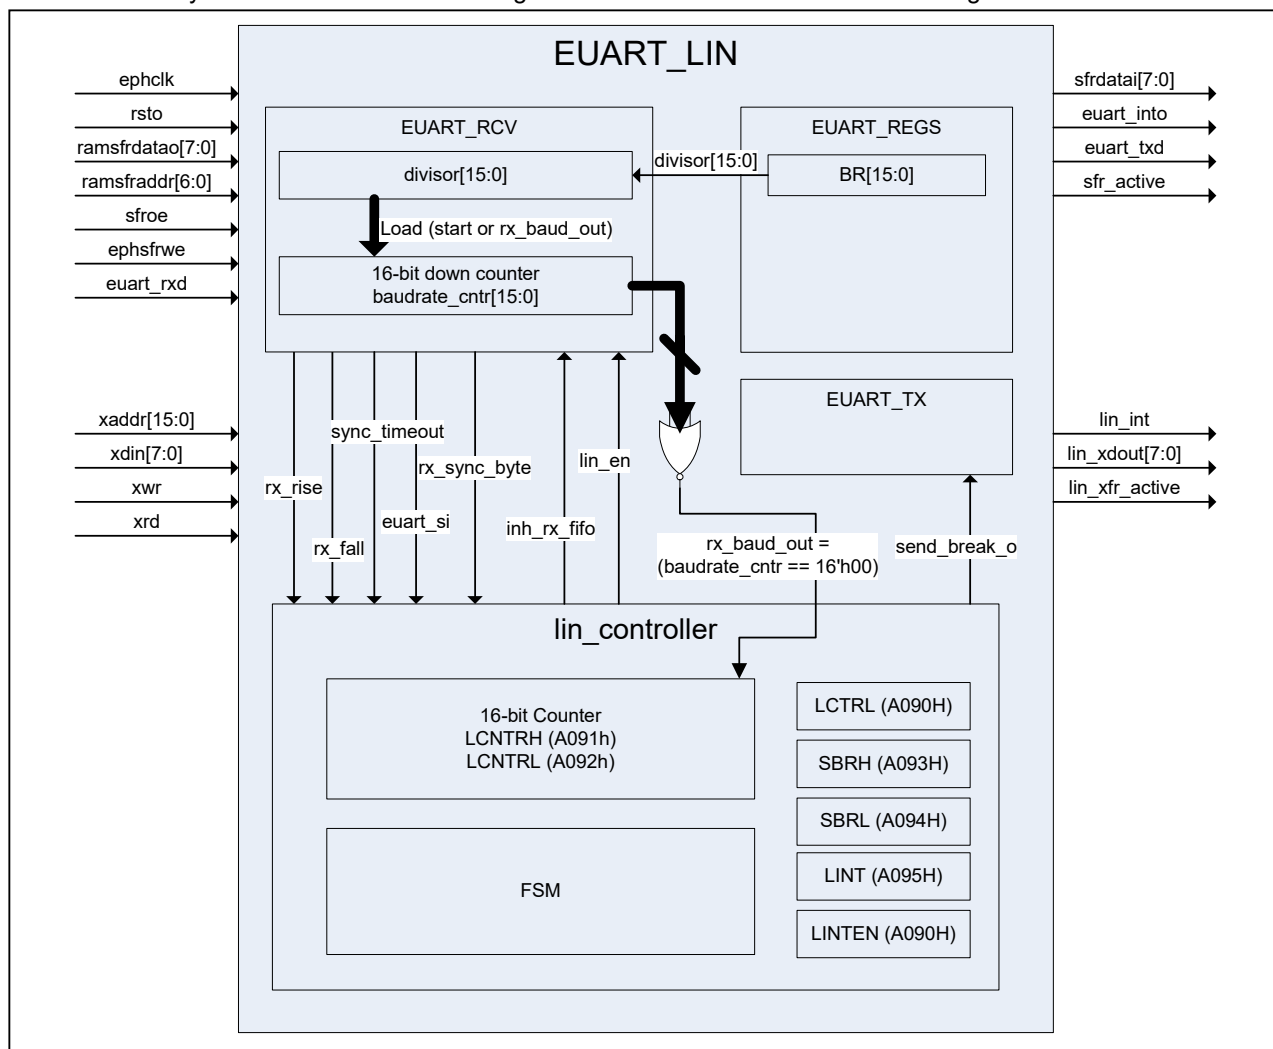 EUART_LIN
ephclk
rsto
ramsfrdatao[7:0]
ramsfraddr[6:0]
sfroe
ephsfrwe
euart_rxd
EUART_RCV
divisor[15:0]
Load (start or rx_baud_out)
16-bit down counter
baudrate_cntr[15:0]
divisor[15:0]
EUART_REGS
BR[15:0]
sfrdatai[7:0]
euart_into
euart_txd
sfr_active
EUART_TX
xaddr[15:0]
xdin[7:0]
xwr
xrd
rx_rise
rx_fall
sync_timeout
euart_si
rx_sync_byte
inh_rx_fifo
lin_en
rx_baud_out =
(baudrate_cntr == 16'h00)
send_break_o
lin_int
lin_xdout[7:0]
lin_xfr_active
lin_controller
16-bit Counter
LCNTRH (A091h)
LCNTRL (A092h)
FSM
LCTRL (A090H)
SBRH (A093H)
SBRL (A094H)
LINT (A095H)
LINTEN (A090H)